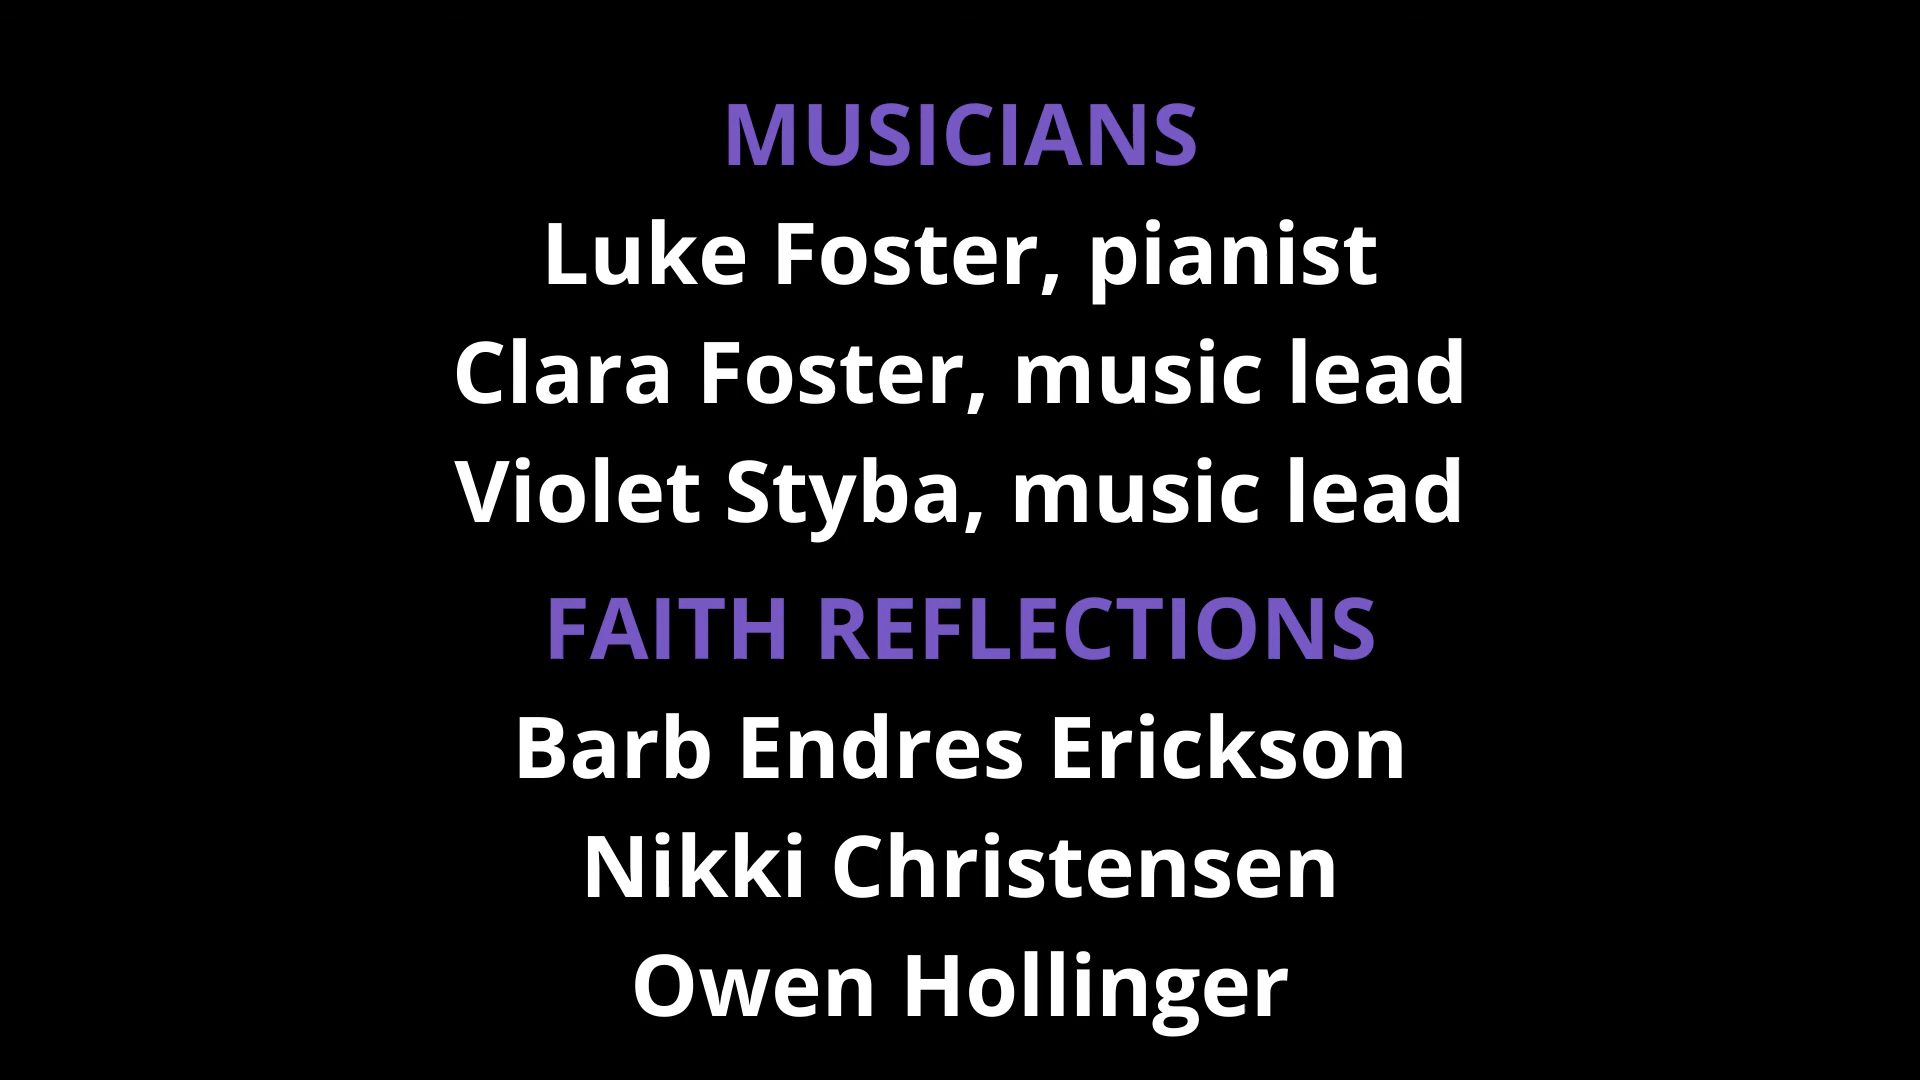 MUSICIANS
Luke Foster, pianist
Clara Foster, music lead
Violet Styba, music lead
FAITH REFLECTIONS
Barb Endres Erickson
Nikki Christensen
Owen Hollinger